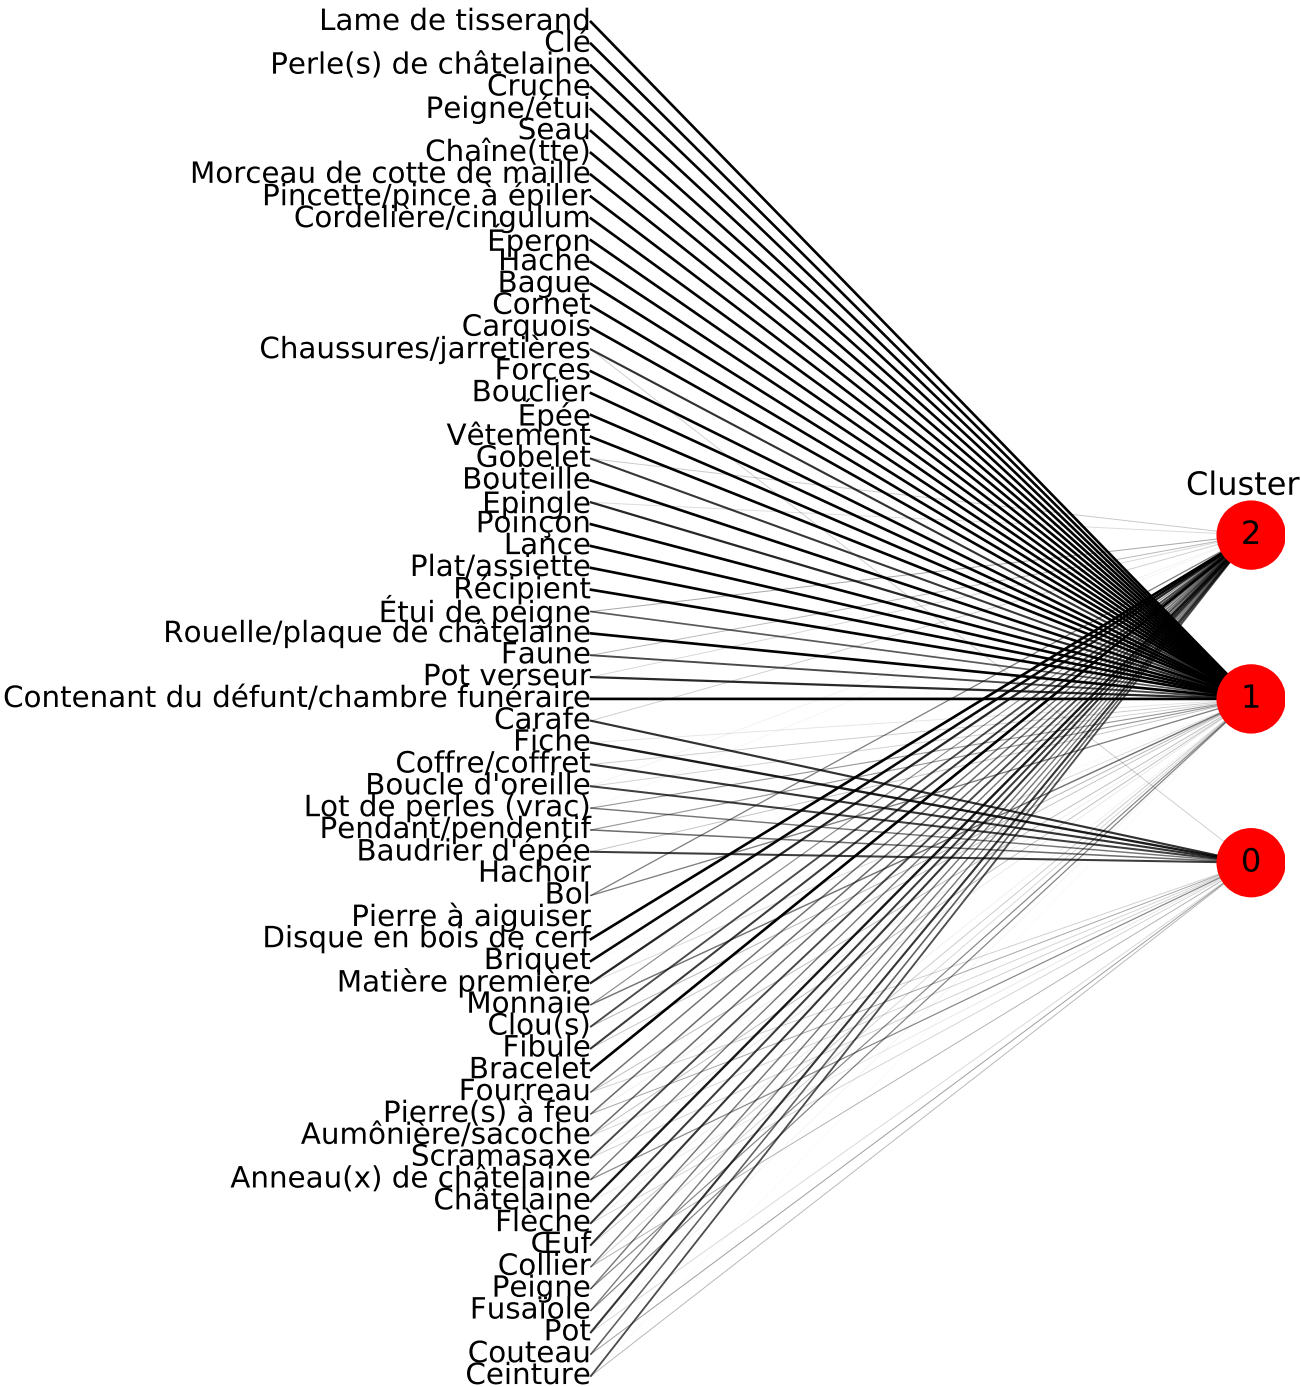 Lame de tisserand
Clé
Perle(s) de châtelaine
Cruche
Peigne/étui
Seau
Chaîne(tte)
Morceau de cotte de maille
Pincette/pince à épiler
Cordelière/cingulum
Éperon
Hache
Bague
Cornet
Carquois
Chaussures/jarretières
Forces
Bouclier
Épée
Vêtement
Gobelet
Bouteille
Épingle
Poinçon
Lance
Plat/assiette
Récipient
Étui de peigne
Rouelle/plaque de châtelaine
Faune
Pot verseur
Contenant du défunt/chambre funéraire
Carafe
Fiche
Coffre/coffret
Boucle d'oreille
Lot de perles (vrac)
Pendant/pendentif
Baudrier d'épée
Hachoir
Bol
Pierre à aiguiser
Disque en bois de cerf
Briquet
Matière première
Monnaie
Clou(s)
Fibule
Bracelet
Fourreau
Pierre(s) à feu
Aumônière/sacoche
Scramasaxe
Anneau(x) de châtelaine
Châtelaine
Flèche
Œuf
Collier
Peigne
Fusaïole
Pot
Couteau
Ceinture
Cluster
2
1
0